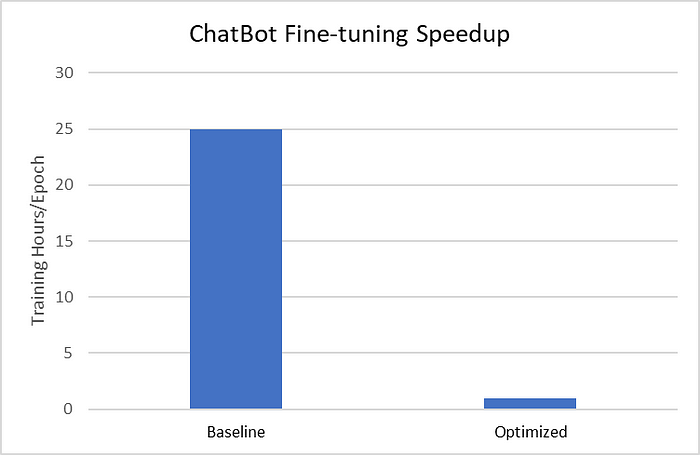 ChatBot Fine-tuning Speedup
30
25
20
15
10
5
0
Training Hours/Epoch
Baseline
Optimized